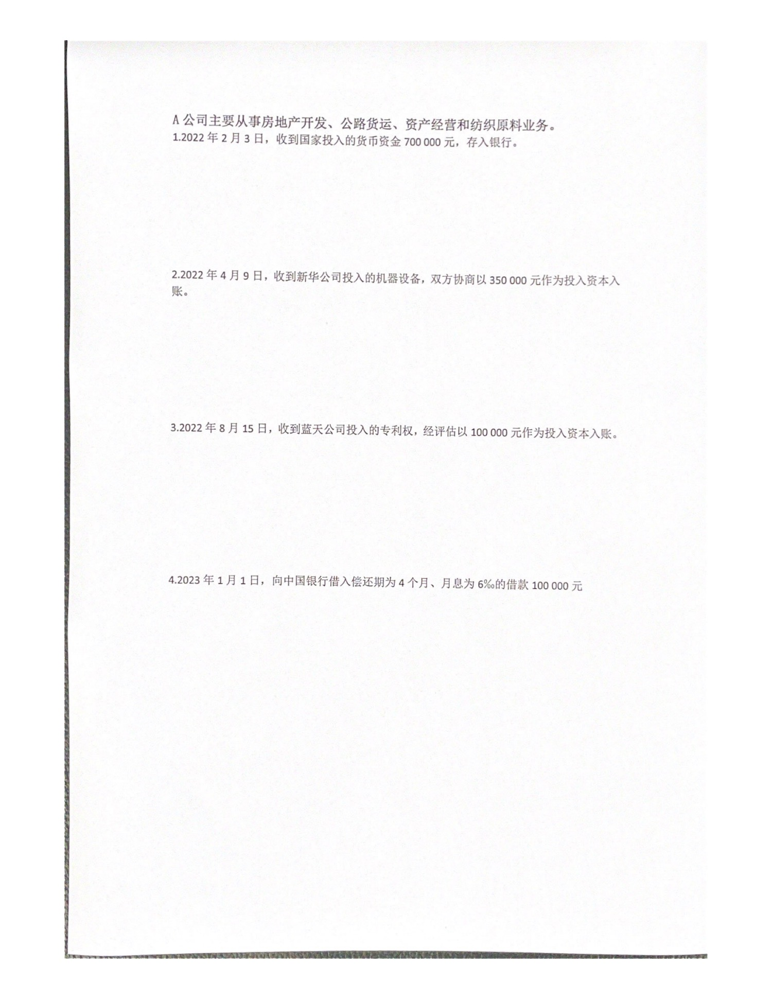 A 公司主要从事房地产开发、公路货运、资产经营和纺织原料业务。
1.2022 年 2 月 3 日，收到国家投入的货币资金 700 000 元，存入银行。
2.2022 年 4 月 9 日，收到新华公司投入的机器设备，双方协商以 350 000 元作为投入资本入
账。
3.2022 年 8 月 15 日，收到蓝天公司投入的专利权，经评估以 100 000 元作为投入资本入账。
4.2023 年 1 月 1 日，向中国银行借入偿还期为 4 个月、月息为 6‰的借款 100 000 元